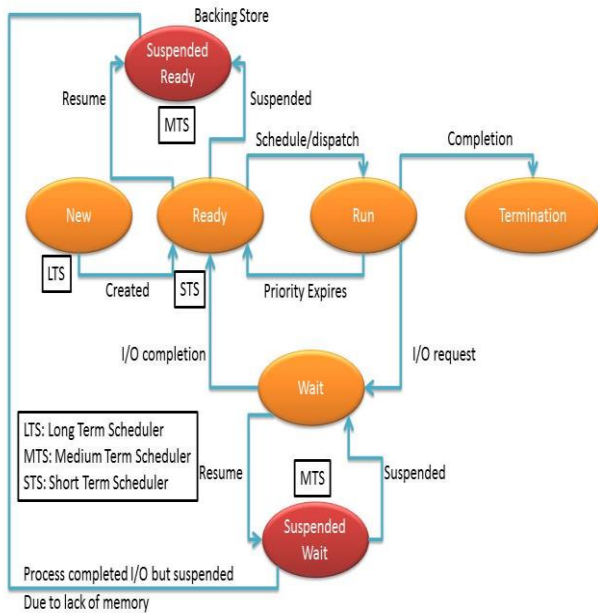 Backing Store
Suspended
Ready
Resume
Suspended
MTS
Schedule/dispatch
Completion
New
Ready
Run
Termination
LTS
Created
STS
Priority Expires
I/O completion
I/O request
Wait
LTS: Long Term Scheduler
MTS: Medium Term Scheduler
STS: Short Term Scheduler
Resume
MTS
Suspended
Suspended
Wait
Process completed I/O but suspended
Due to lack of memory